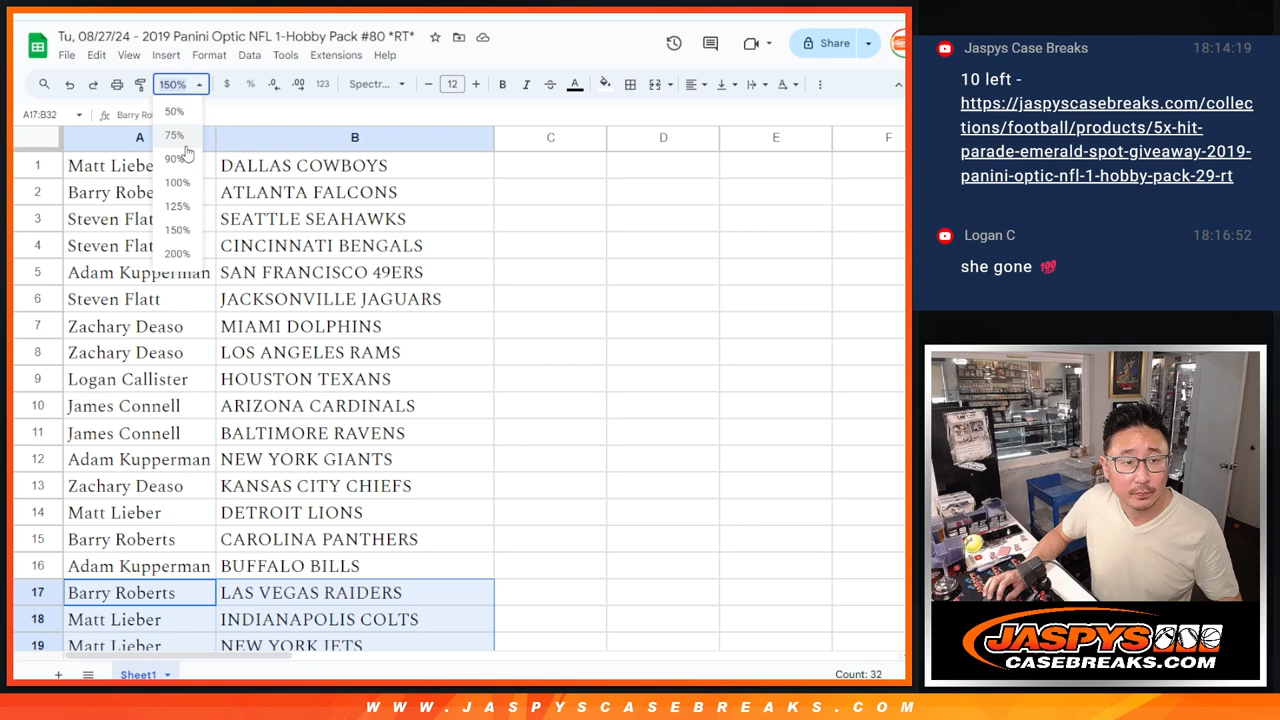 Tu, 08/27/24 - 2019 Panini Optic NFL 1-Hobby Pack #80 *RT*
File Edit View Insert Format Data Tools Extensions Help
Share
150% $ % .0 .00 123 Spectr... 12 B I A
A17:B32 fx Barry Ro
50%
75%
90%
100%
125%
150%
200%
A B C D E F
1 Matt Liebe DALLAS COWBOYS
2 Barry Robe ATLANTA FALCONS
3 Steven Flat SEATTLE SEAHAWKS
4 Steven Flat CINCINNATI BENGALS
5 Adam Kupperman SAN FRANCISCO 49ERS
6 Steven Flatt JACKSONVILLE JAGUARS
7 Zachary Deaso MIAMI DOLPHINS
8 Zachary Deaso LOS ANGELES RAMS
9 Logan Callister HOUSTON TEXANS
10 James Connell ARIZONA CARDINALS
11 James Connell BALTIMORE RAVENS
12 Adam Kupperman NEW YORK GIANTS
13 Zachary Deaso KANSAS CITY CHIEFS
14 Matt Lieber DETROIT LIONS
15 Barry Roberts CAROLINA PANTHERS
16 Adam Kupperman BUFFALO BILLS
17 Barry Roberts LAS VEGAS RAIDERS
18 Matt Lieber INDIANAPOLIS COLTS
19 Matt Lieber NEW YORK JETS
Sheet1
Count: 32
Jaspys Case Breaks 18:14:19
10 left -
https://jaspyscasebreaks.com/collec
tions/football/products/5x-hit-
parade-emerald-spot-giveaway-2019-
panini-optic-nfl-1-hobby-pack-29-rt
Logan C 18:16:52
she gone 💯
JASPYS
CASEBREAKS.COM
WWW.JASPYSCASEBREAKS.COM